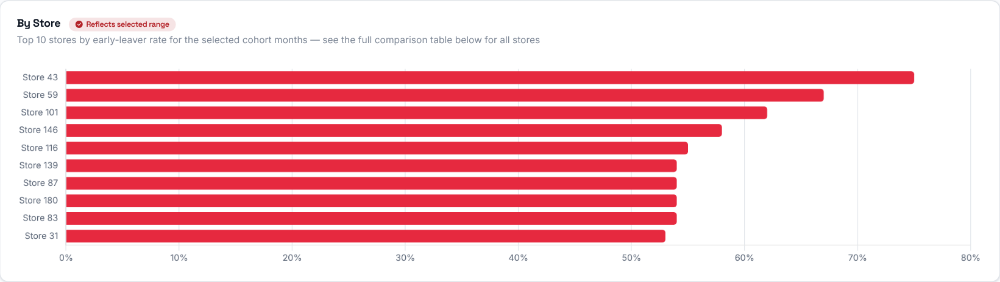 By Store Reflects selected range
Top 10 stores by early-leaver rate for the selected cohort months — see the full comparison table below for all stores
Store 43
Store 59
Store 101
Store 146
Store 116
Store 139
Store 87
Store 180
Store 83
Store 31
0% 10% 20% 30% 40% 50% 60% 70% 80%